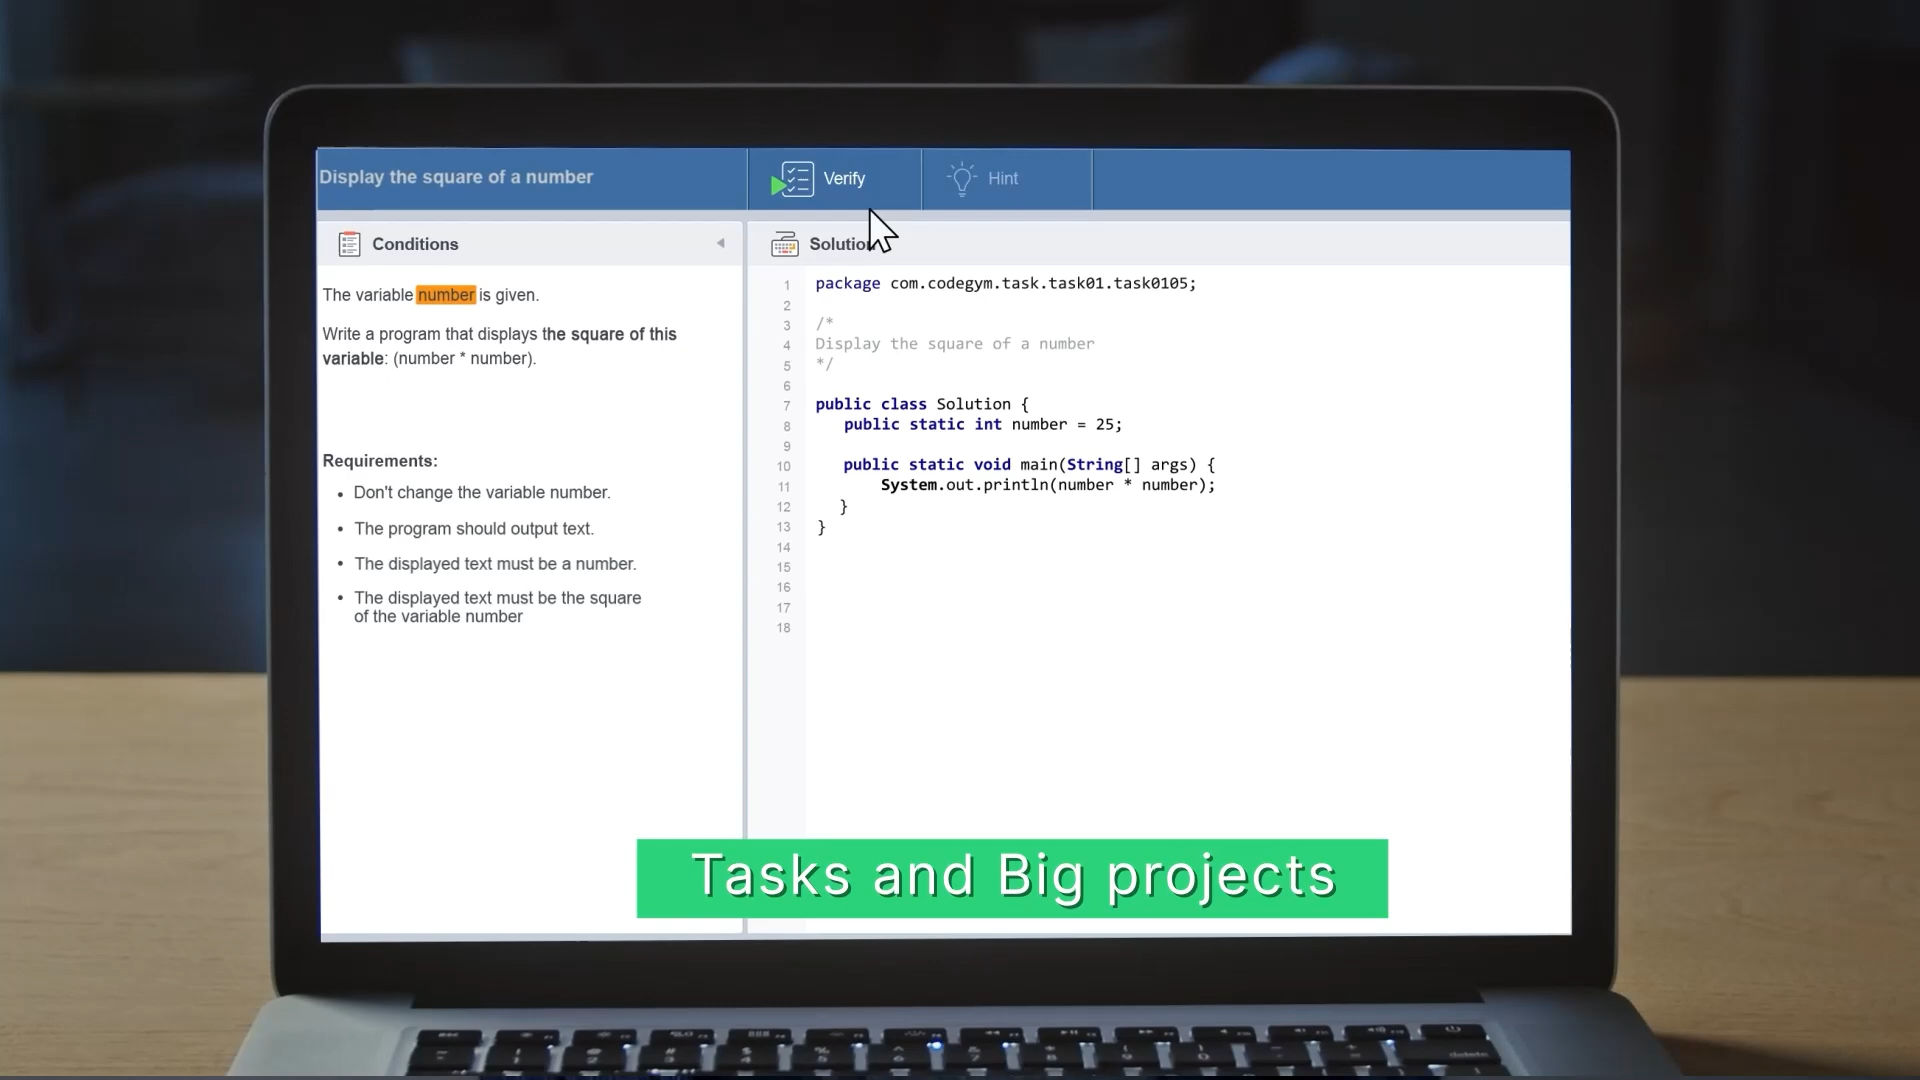 Display the square of a number
Verify
Hint
Conditions
Solution
The variable number is given.
Write a program that displays the square of this
variable: (number * number).
Requirements:
• Don't change the variable number.
• The program should output text.
• The displayed text must be a number.
• The displayed text must be the square
of the variable number
1 package com.codegym.task.task01.task0105;
2
3 /*
4 Display the square of a number
5 */
6
7 public class Solution {
8 public static int number = 25;
9
10 public static void main(String[] args) {
11 System.out.println(number * number);
12 }
13 }
14
15
16
17
18
Tasks and Big projects
delete